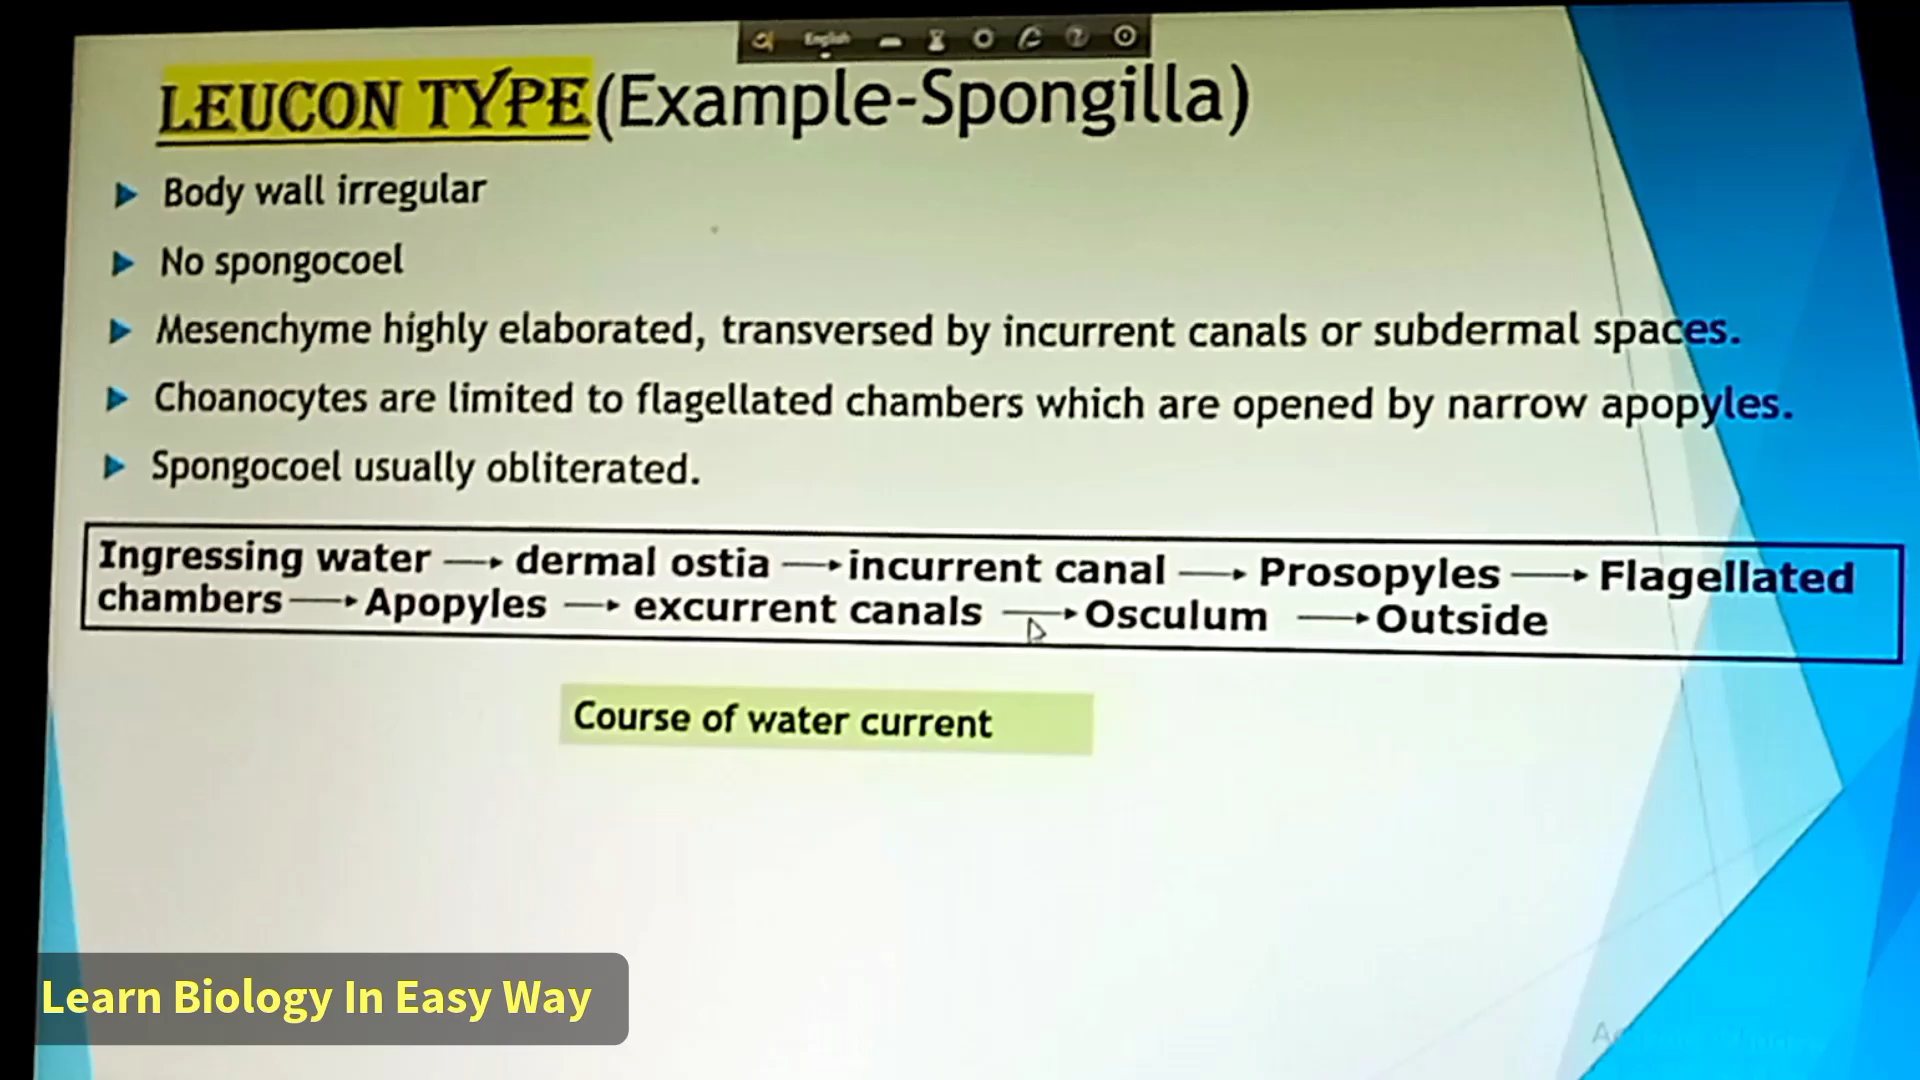 English
LEUCON TYPE(Example-Spongilla)
Body wall irregular
No spongocoel
Mesenchyme highly elaborated, transversed by incurrent canals or subdermal spaces.
Choanocytes are limited to flagellated chambers which are opened by narrow apopyles.
Spongocoel usually obliterated.
Ingressing water → dermal ostia → incurrent canal → Prosopyles → Flagellated
chambers → Apopyles → excurrent canals → Osculum → Outside
Course of water current
Learn Biology In Easy Way